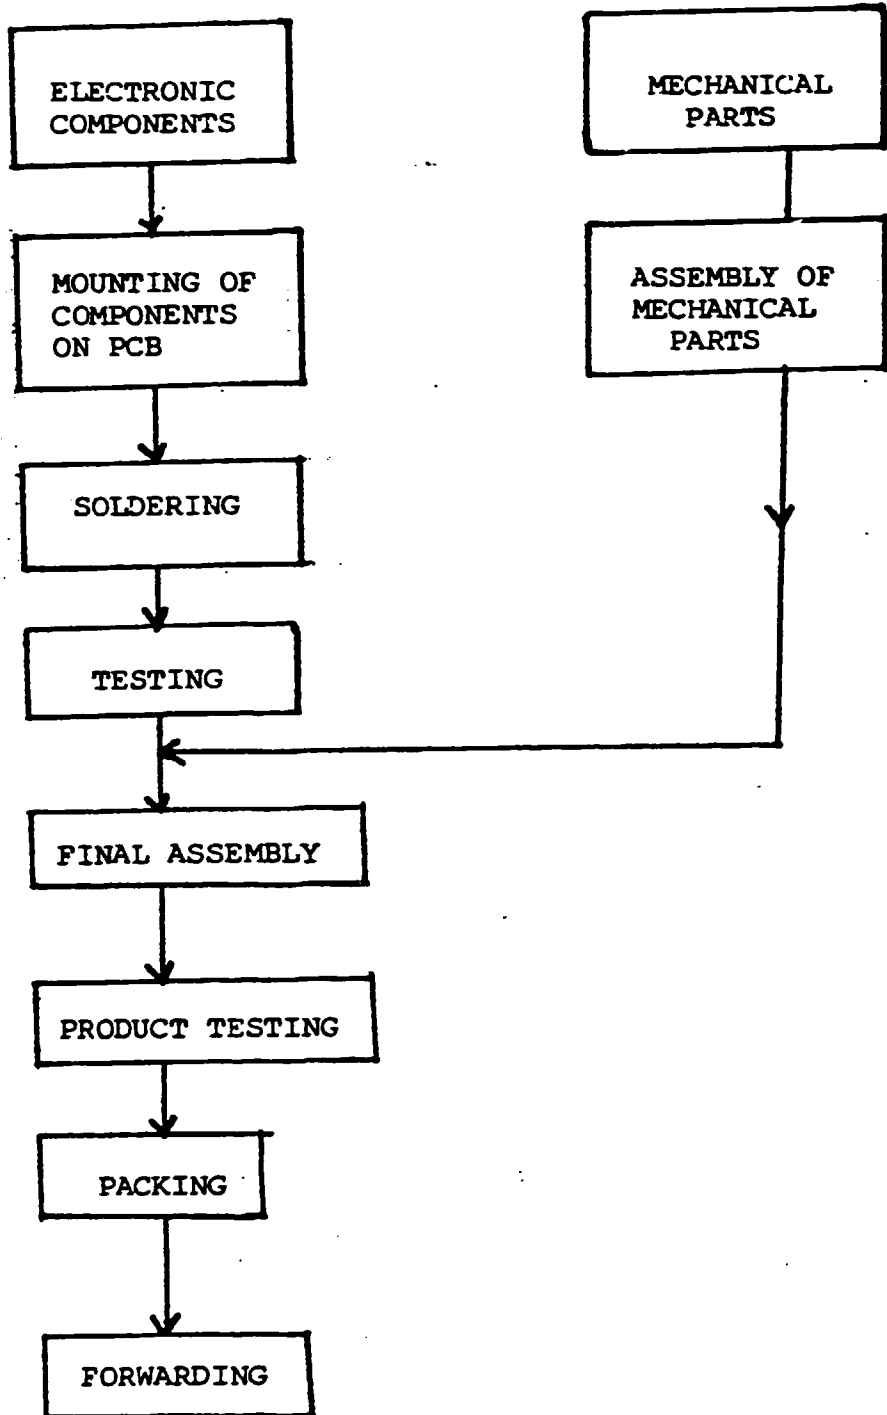 ELECTRONIC
COMPONENTS
MECHANICAL
PARTS
MOUNTING OF
COMPONENTS
ON PCB
ASSEMBLY OF
MECHANICAL
PARTS
SOLDERING
TESTING
FINAL ASSEMBLY
PRODUCT TESTING
PACKING
FORWARDING